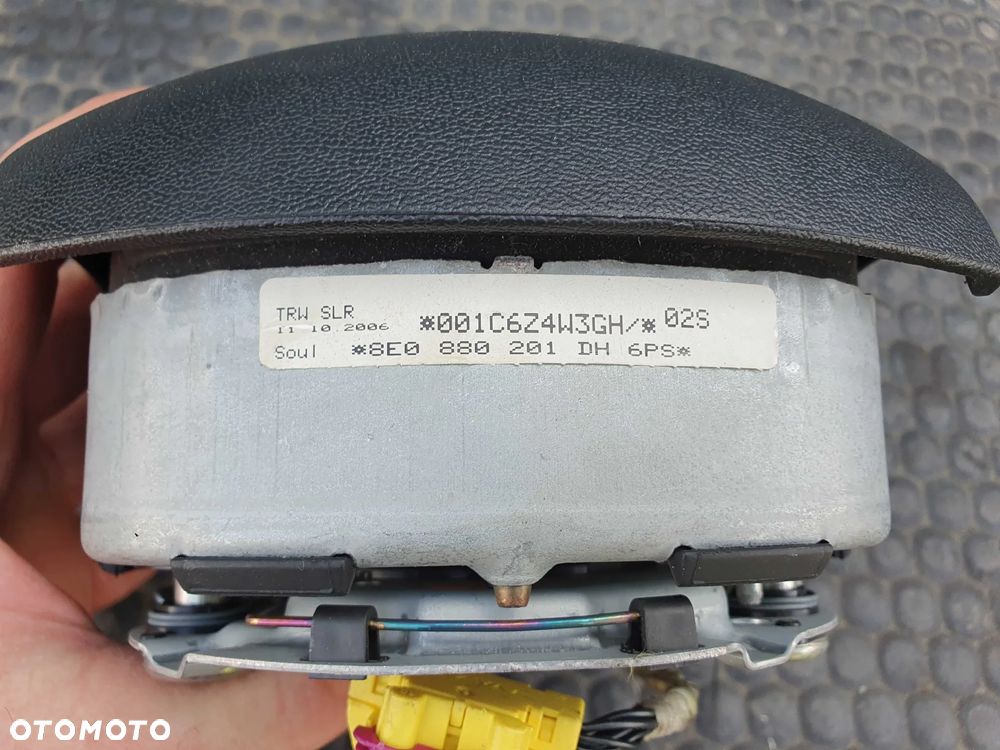 TRW SLR
11 10.2006 *001C6Z4W3GH/* 02S
Soul *8E0 880 201 DH 6PS*
OTOMOTO